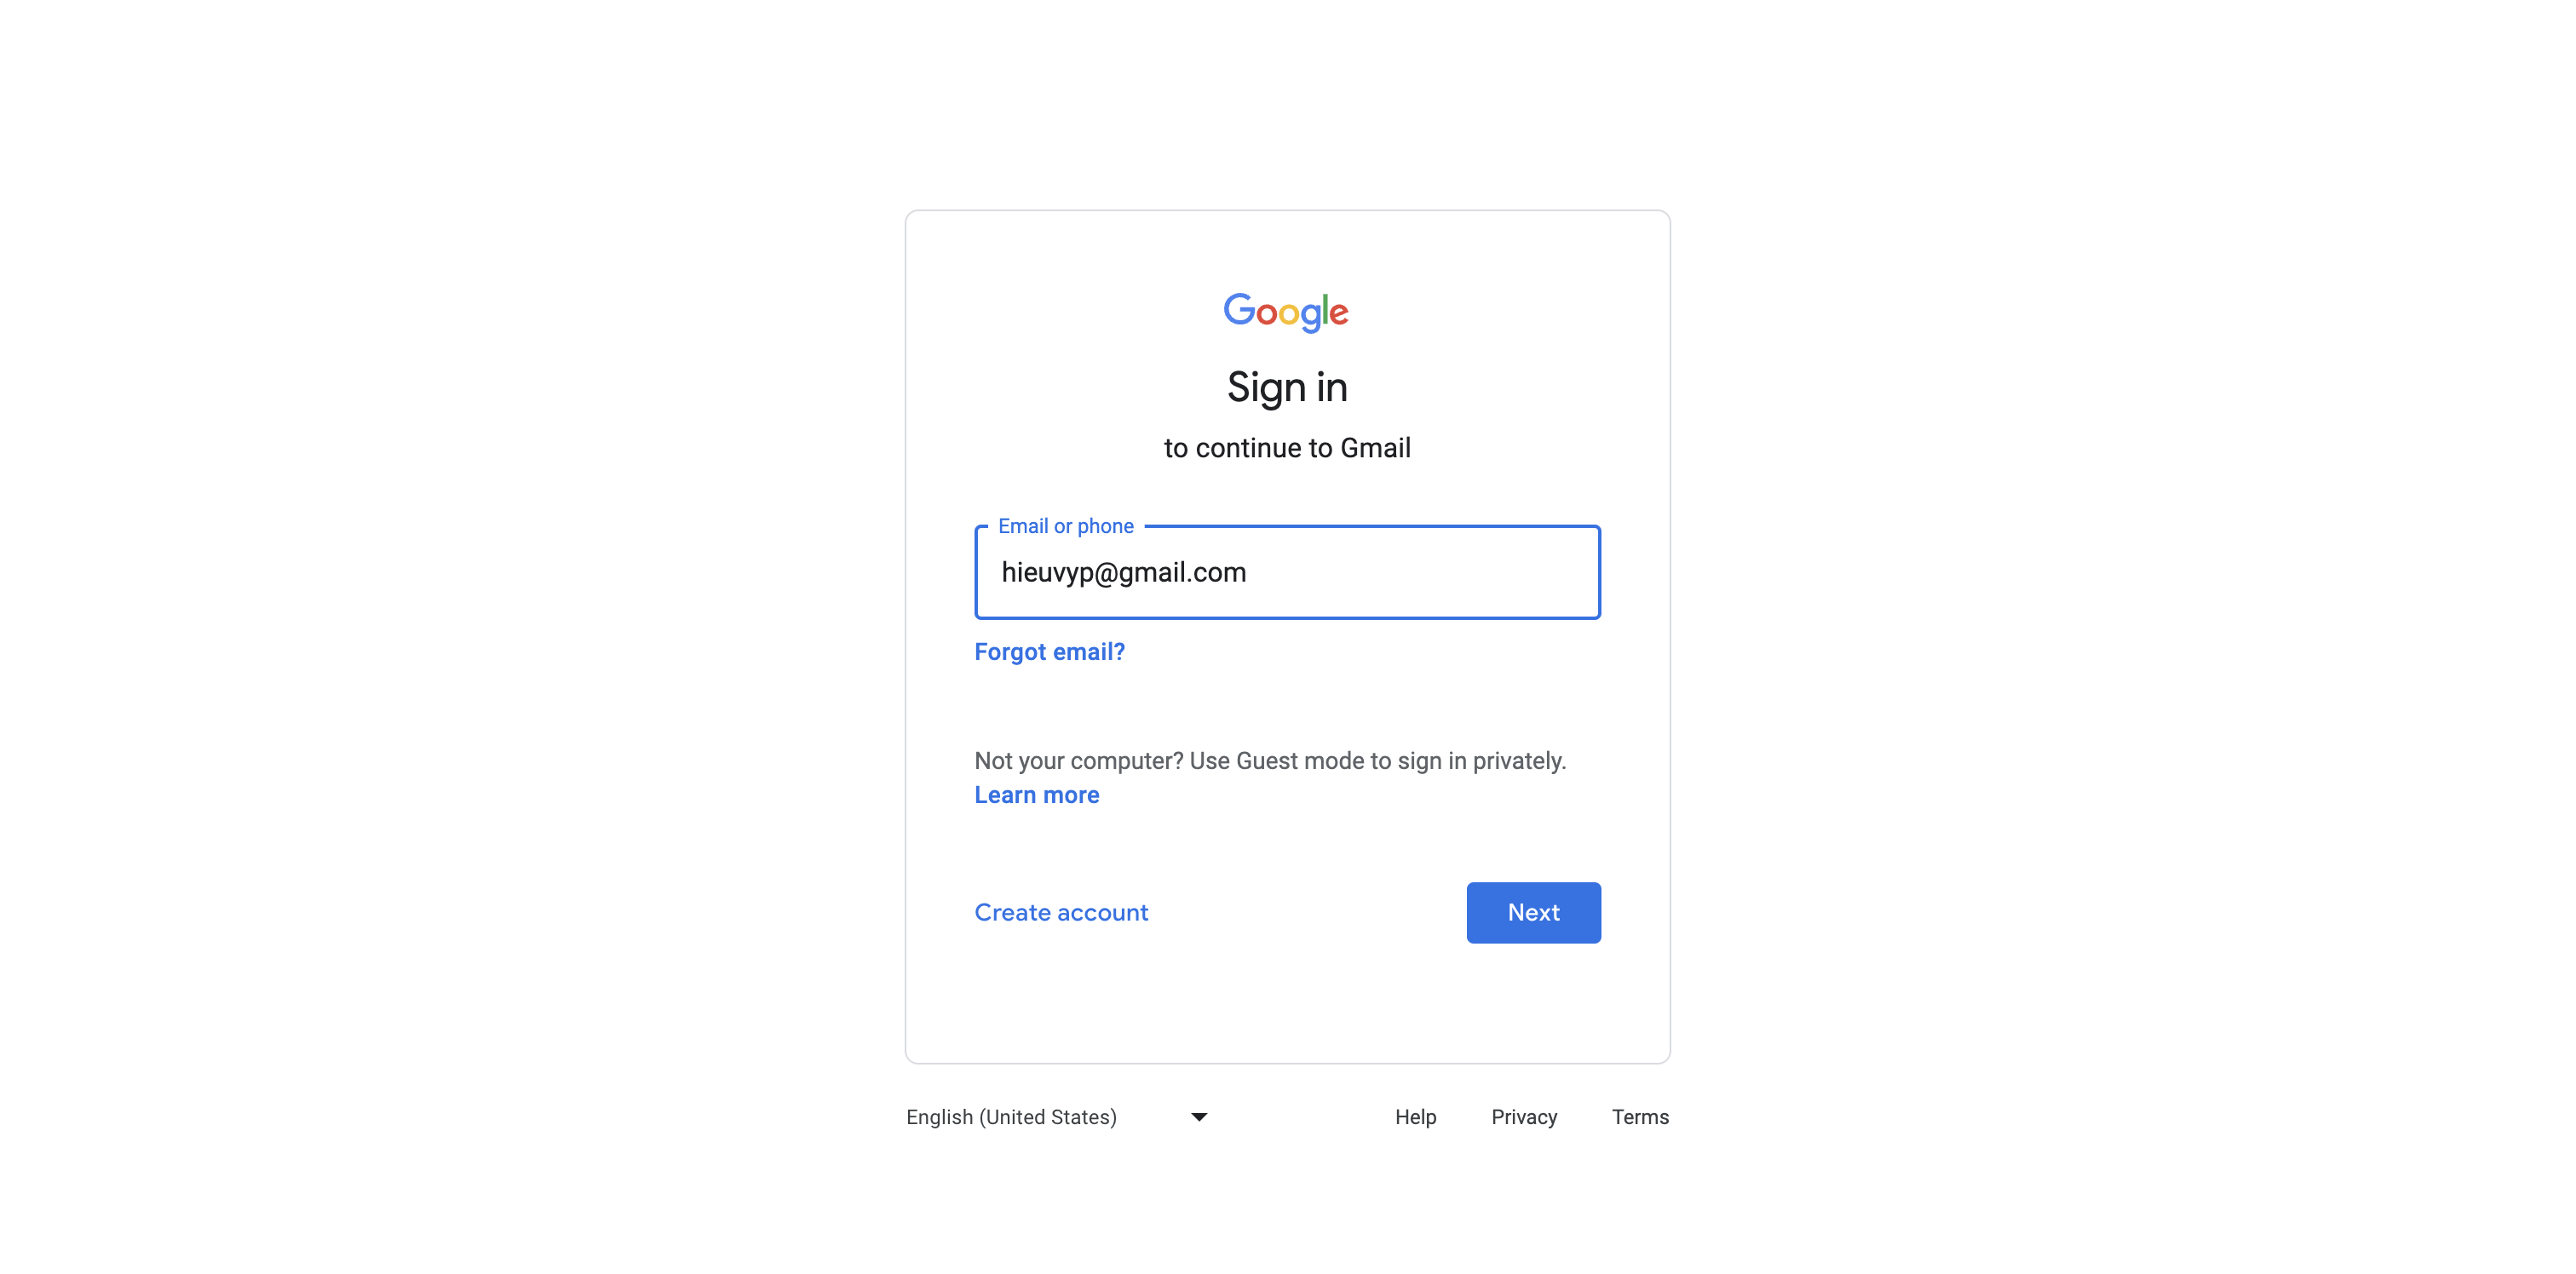 Google
Sign in
to continue to Gmail
Email or phone
hieuvyp@gmail.com
Forgot email?
Not your computer? Use Guest mode to sign in privately.
Learn more
Create account
Next
English (United States)
Help
Privacy
Terms